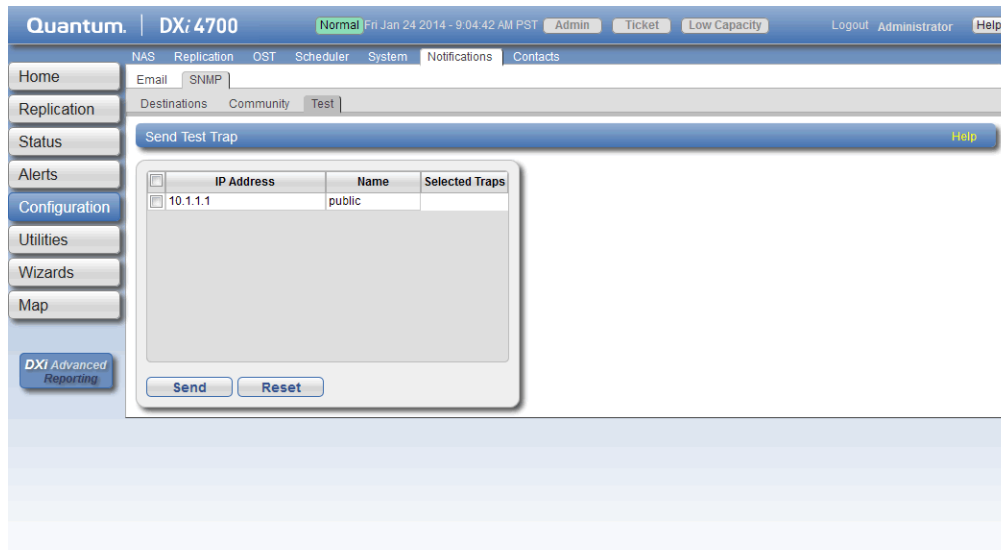 Quantum. | DXi 4700 Normal Fri Jan 24 2014 - 9:04:42 AM PST Admin Ticket Low Capacity Logout Administrator Help
NAS Replication OST Scheduler System Notifications Contacts
Home
Replication
Status
Alerts
Configuration
Utilities
Wizards
Map
DXi Advanced
Reporting
Email SNMP
Destinations Community Test
Send Test Trap Help
IP Address Name Selected Traps
10.1.1.1 public
Send Reset